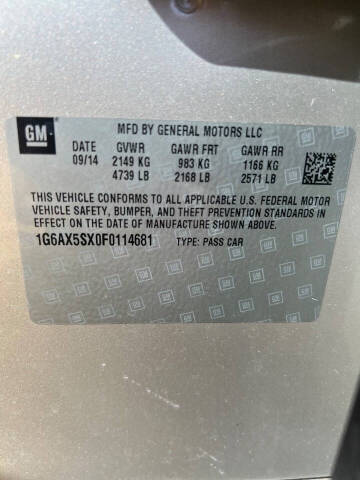 GM MFD BY GENERAL MOTORS LLC
DATE GVWR GAWR FRT GAWR RR
09/14 2149 KG 983 KG 1166 KG
4739 LB 2168 LB 2571 LB
THIS VEHICLE CONFORMS TO ALL APPLICABLE U.S. FEDERAL MOTOR
VEHICLE SAFETY, BUMPER, AND THEFT PREVENTION STANDARDS IN
EFFECT ON THE DATE OF MANUFACTURE SHOWN ABOVE.
1G6AX5SX0F0114681 TYPE: PASS CAR